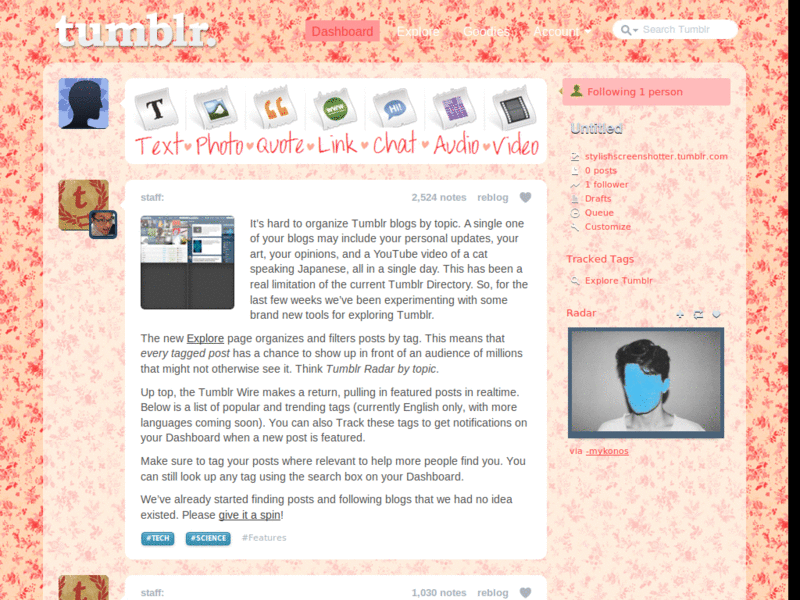 tumblr.
Dashboard Explore Goodies Account Search Tumblr
Text Photo Quote Link Chat Audio Video
T www Hi!
Following 1 person
Untitled
stylishscreenshotter.tumblr.com
0 posts
1 follower
Drafts
Queue
Customize
Tracked Tags
Explore Tumblr
Radar
via -mykonos
staff: 2,524 notes reblog
It's hard to organize Tumblr blogs by topic. A single one
of your blogs may include your personal updates, your
art, your opinions, and a YouTube video of a cat
speaking Japanese, all in a single day. This has been a
real limitation of the current Tumblr Directory. So, for the
last few weeks we've been experimenting with some
brand new tools for exploring Tumblr.
The new Explore page organizes and filters posts by tag. This means that
every tagged post has a chance to show up in front of an audience of millions
that might not otherwise see it. Think Tumblr Radar by topic.
Up top, the Tumblr Wire makes a return, pulling in featured posts in realtime.
Below is a list of popular and trending tags (currently English only, with more
languages coming soon). You can also Track these tags to get notifications on
your Dashboard when a new post is featured.
Make sure to tag your posts where relevant to help more people find you. You
can still look up any tag using the search box on your Dashboard.
We've already started finding posts and following blogs that we had no idea
existed. Please give it a spin!
#TECH #SCIENCE #Features
staff: 1,030 notes reblog